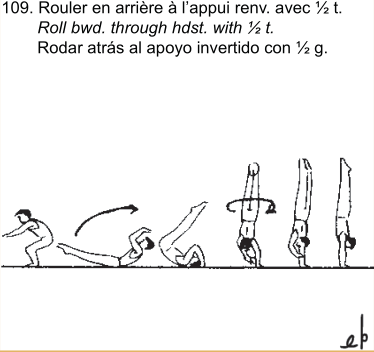 109. Rouler en arrière à l'appui renv. avec ½ t.
Roll bwd. through hdst. with ½ t.
Rodar atrás al apoyo invertido con ½ g.
eb